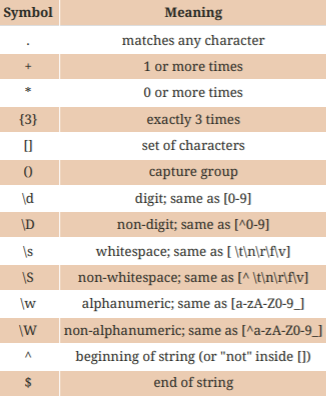 Symbol Meaning
. matches any character
+ 1 or more times
* 0 or more times
{3} exactly 3 times
[] set of characters
() capture group
\d digit; same as [0-9]
\D non-digit; same as [^0-9]
\s whitespace; same as [ \t\n\r\f\v]
\S non-whitespace; same as [^ \t\n\r\f\v]
\w alphanumeric; same as [a-zA-Z0-9_]
\W non-alphanumeric; same as [^a-zA-Z0-9_]
^ beginning of string (or "not" inside [])
$ end of string